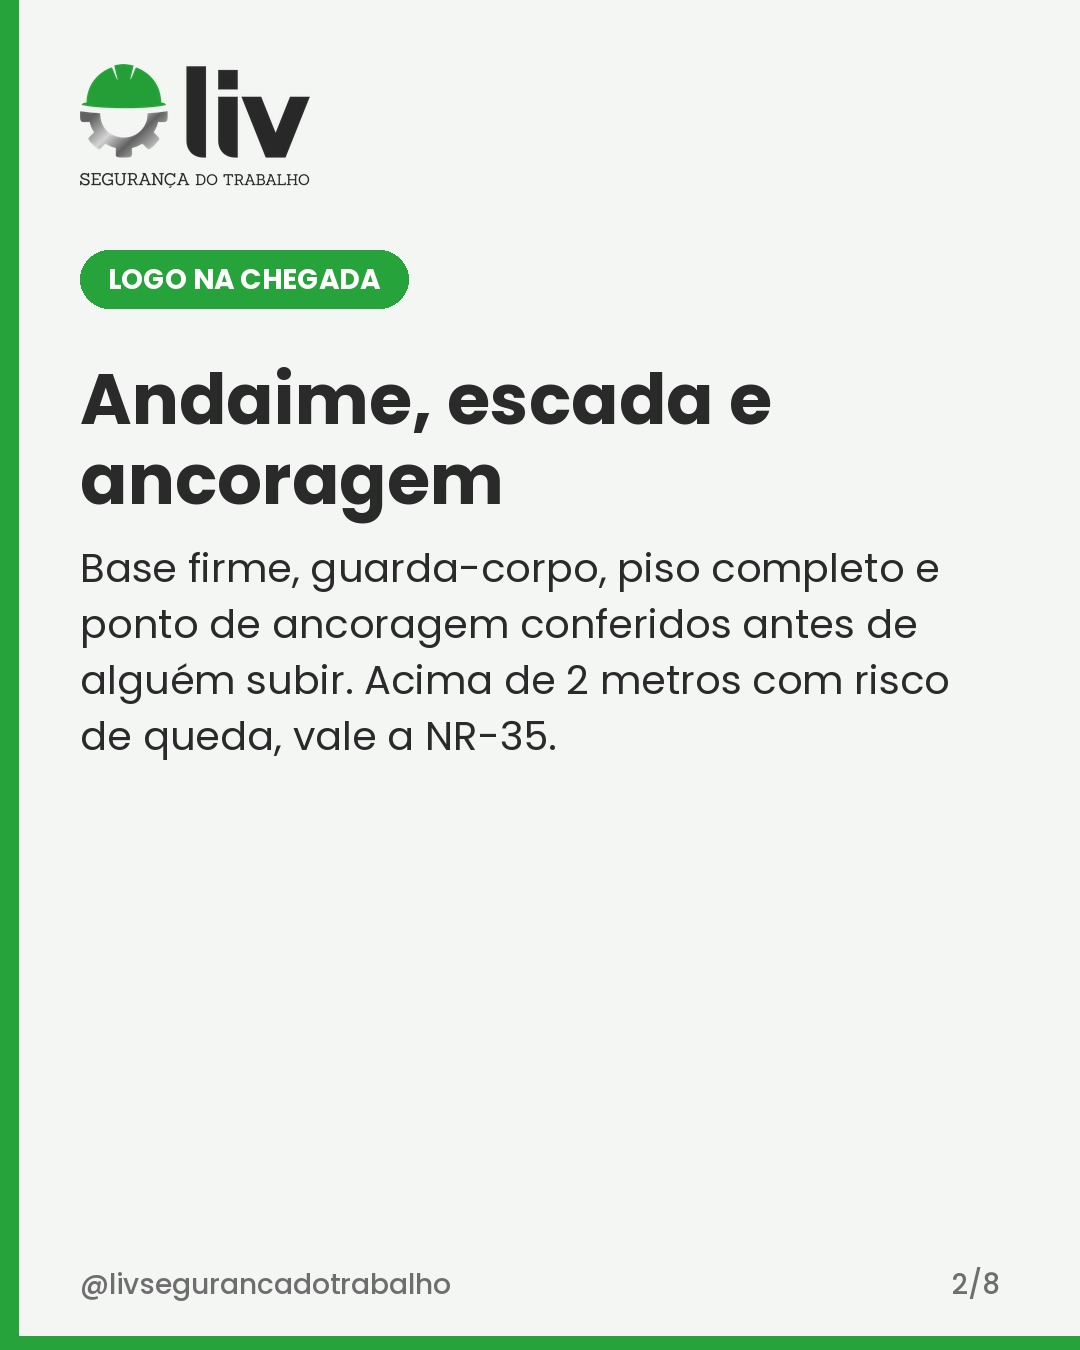 liv
SEGURANÇA DO TRABALHO
LOGO NA CHEGADA
Andaime, escada e
ancoragem
Base firme, guarda-corpo, piso completo e
ponto de ancoragem conferidos antes de
alguém subir. Acima de 2 metros com risco
de queda, vale a NR-35.
@livsegurancadotrabalho
2/8